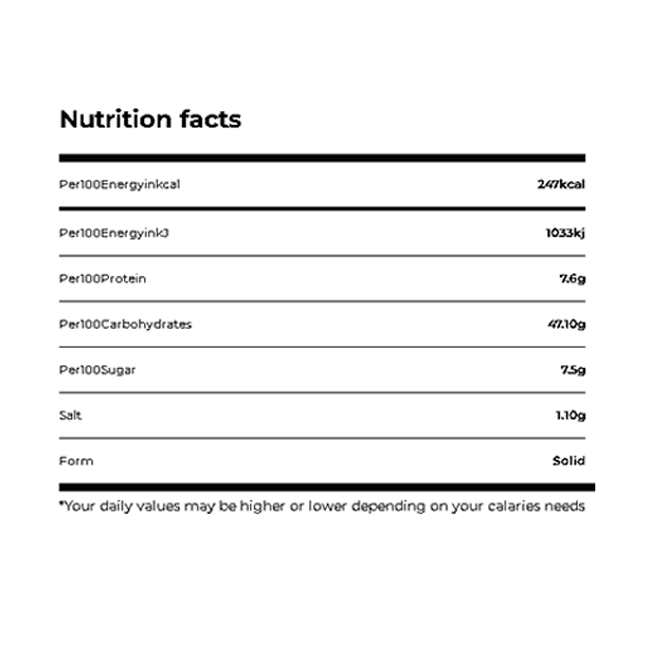 Nutrition facts
Per100Energyinkcal 247kcal
Per100EnergyinkJ 1033kj
Per100Protein 7.6g
Per100Carbohydrates 47.10g
Per100Sugar 7.5g
Salt 1.10g
Form Solid
*Your daily values may be higher or lower depending on your calaries needs